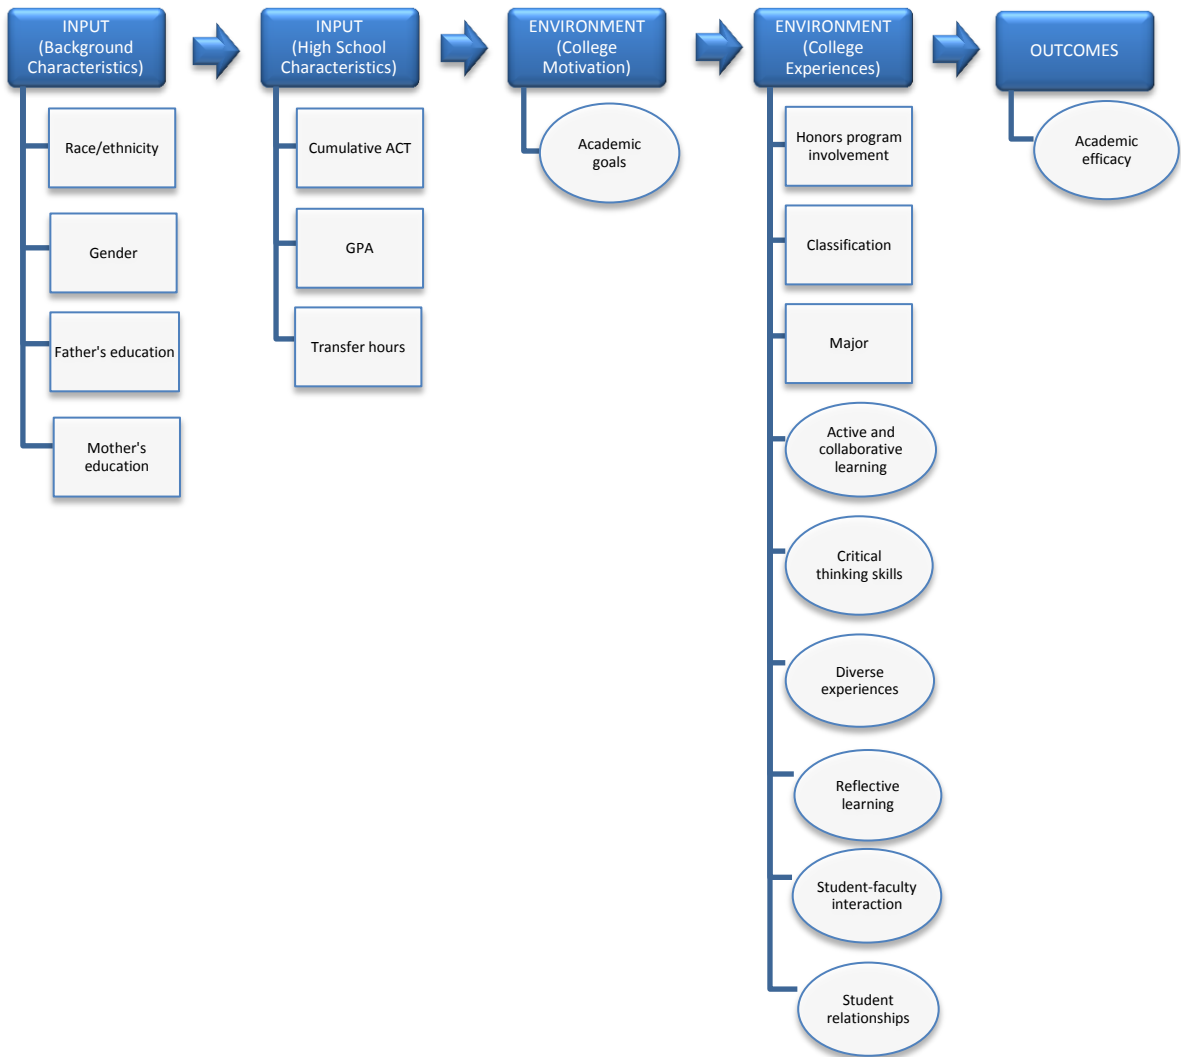 INPUT
(Background
Characteristics)
Race/ethnicity
Gender
Father's education
Mother's
education
INPUT
(High School
Characteristics)
Cumulative ACT
GPA
Transfer hours
ENVIRONMENT
(College
Motivation)
Academic
goals
ENVIRONMENT
(College
Experiences)
Honors program
involvement
Classification
Major
Active and
collaborative
learning
Critical
thinking skills
Diverse
experiences
Reflective
learning
Student-faculty
interaction
Student
relationships
OUTCOMES
Academic
efficacy